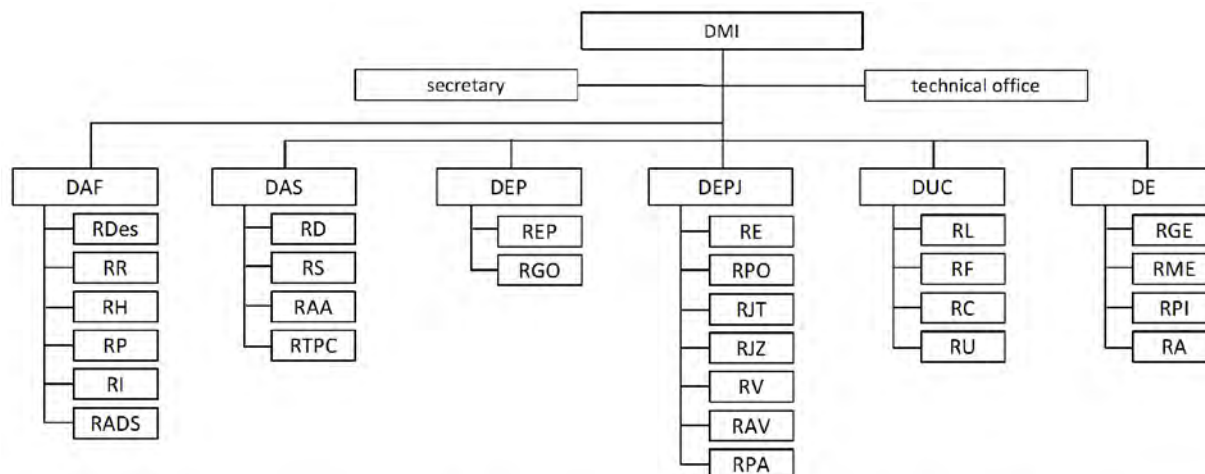 DMI
secretary
technical office
DAF
DAS
DEP
DEPJ
DUC
DE
RDes
RR
RH
RP
RI
RADS
RD
RS
RAA
RTPC
REP
RGO
RE
RPO
RJT
RJZ
RV
RAV
RPA
RL
RF
RC
RU
RGE
RME
RPI
RA